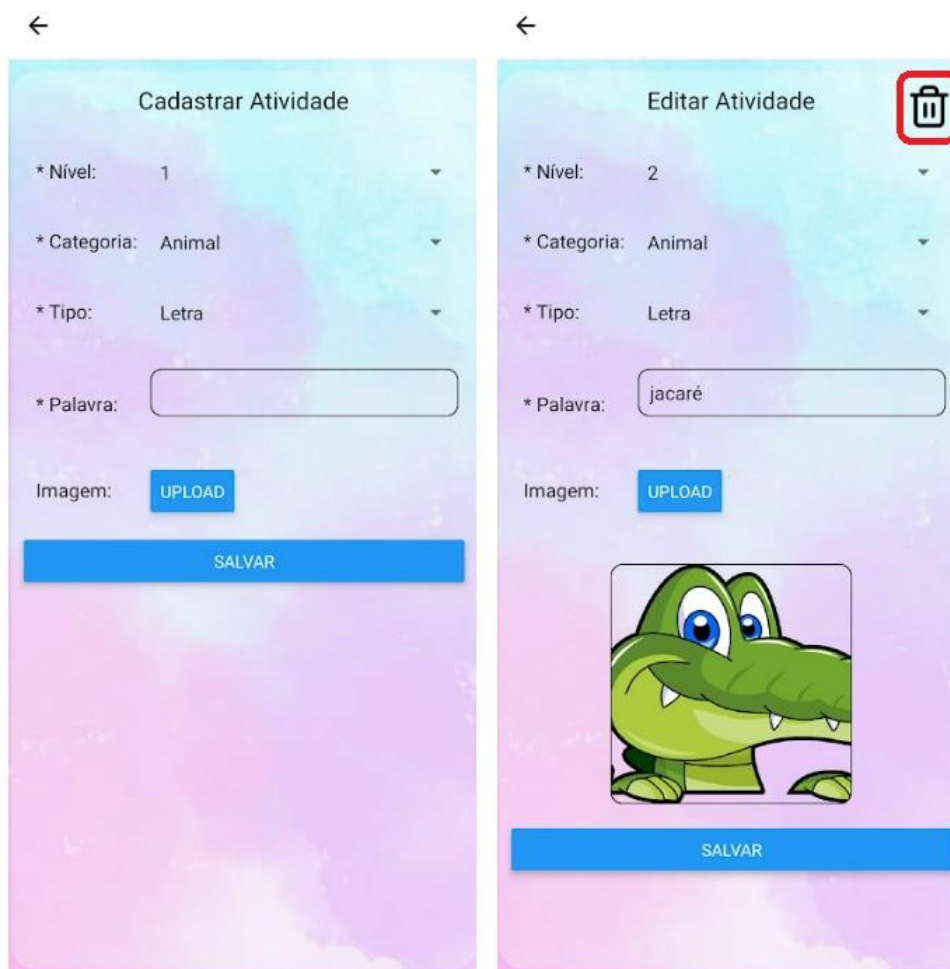 Cadastrar Atividade
* Nível: 1
* Categoria: Animal
* Tipo: Letra
* Palavra:
Imagem: UPLOAD
SALVAR
Editar Atividade
* Nível: 2
* Categoria: Animal
* Tipo: Letra
* Palavra: jacaré
Imagem: UPLOAD
SALVAR